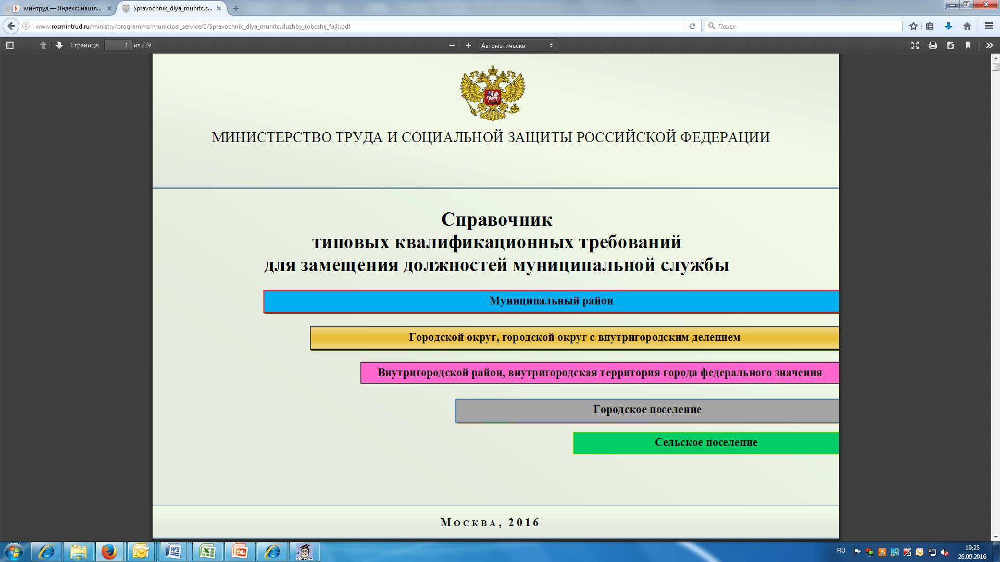 минтруд — Яндекс: нашл...
Spravochnik_dlya_munitc.s...
www.rosmintrud.ru/ministry/programms/municipal_service/0/Spravochnik_dlya_munitc.sluzhby_(obcshij_fajl).pdf
Поиск
Страница: 1 из 239
Автоматически
МИНИСТЕРСТВО ТРУДА И СОЦИАЛЬНОЙ ЗАЩИТЫ РОССИЙСКОЙ ФЕДЕРАЦИИ
Справочник
типовых квалификационных требований
для замещения должностей муниципальной службы
Муниципальный район
Городской округ, городской округ с внутригородским делением
Внутригородской район, внутригородская территория города федерального значения
Городское поселение
Сельское поселение
Москва, 2016
RU
19:25
26.09.2016